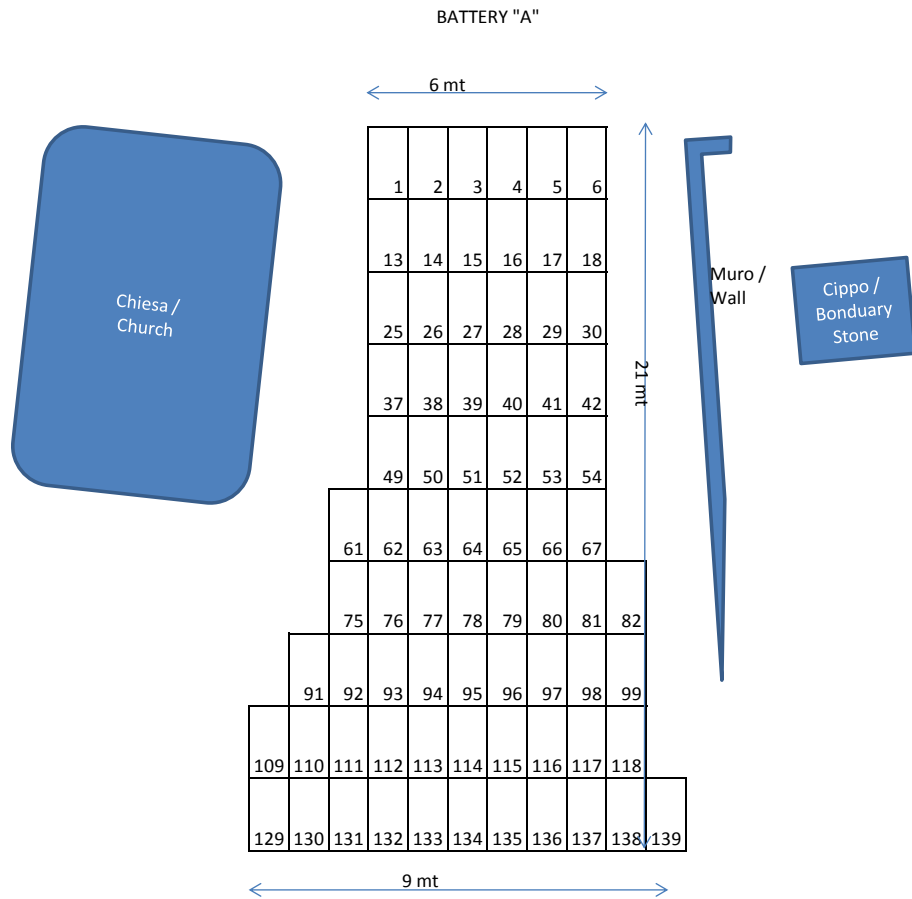 BATTERY "A"
6 mt
1 2 3 4 5 6
13 14 15 16 17 18
Muro /
Wall
Cippo /
Bonduary
Stone
Chiesa /
Church
25 26 27 28 29 30
21 mt
37 38 39 40 41 42
49 50 51 52 53 54
61 62 63 64 65 66 67
75 76 77 78 79 80 81 82
91 92 93 94 95 96 97 98 99
109 110 111 112 113 114 115 116 117 118
129 130 131 132 133 134 135 136 137 138 139
9 mt